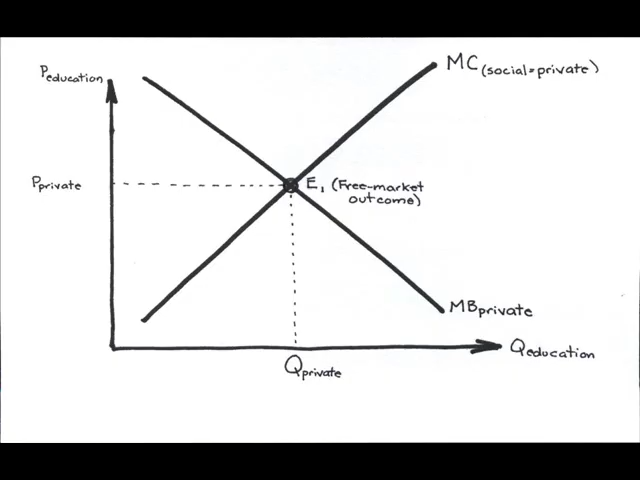 Peducation
MC (social=private)
Pprivate
E1 (Free-market
outcome)
MBprivate
Qeducation
Qprivate